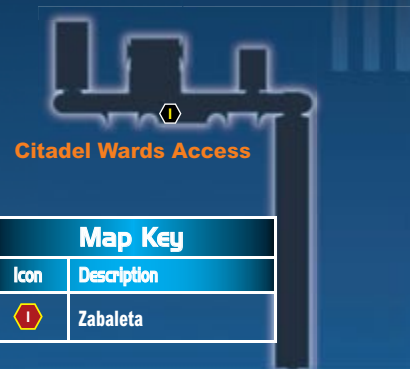 I
Citadel Wards Access
Map Key
Icon Description
I Zabaleta